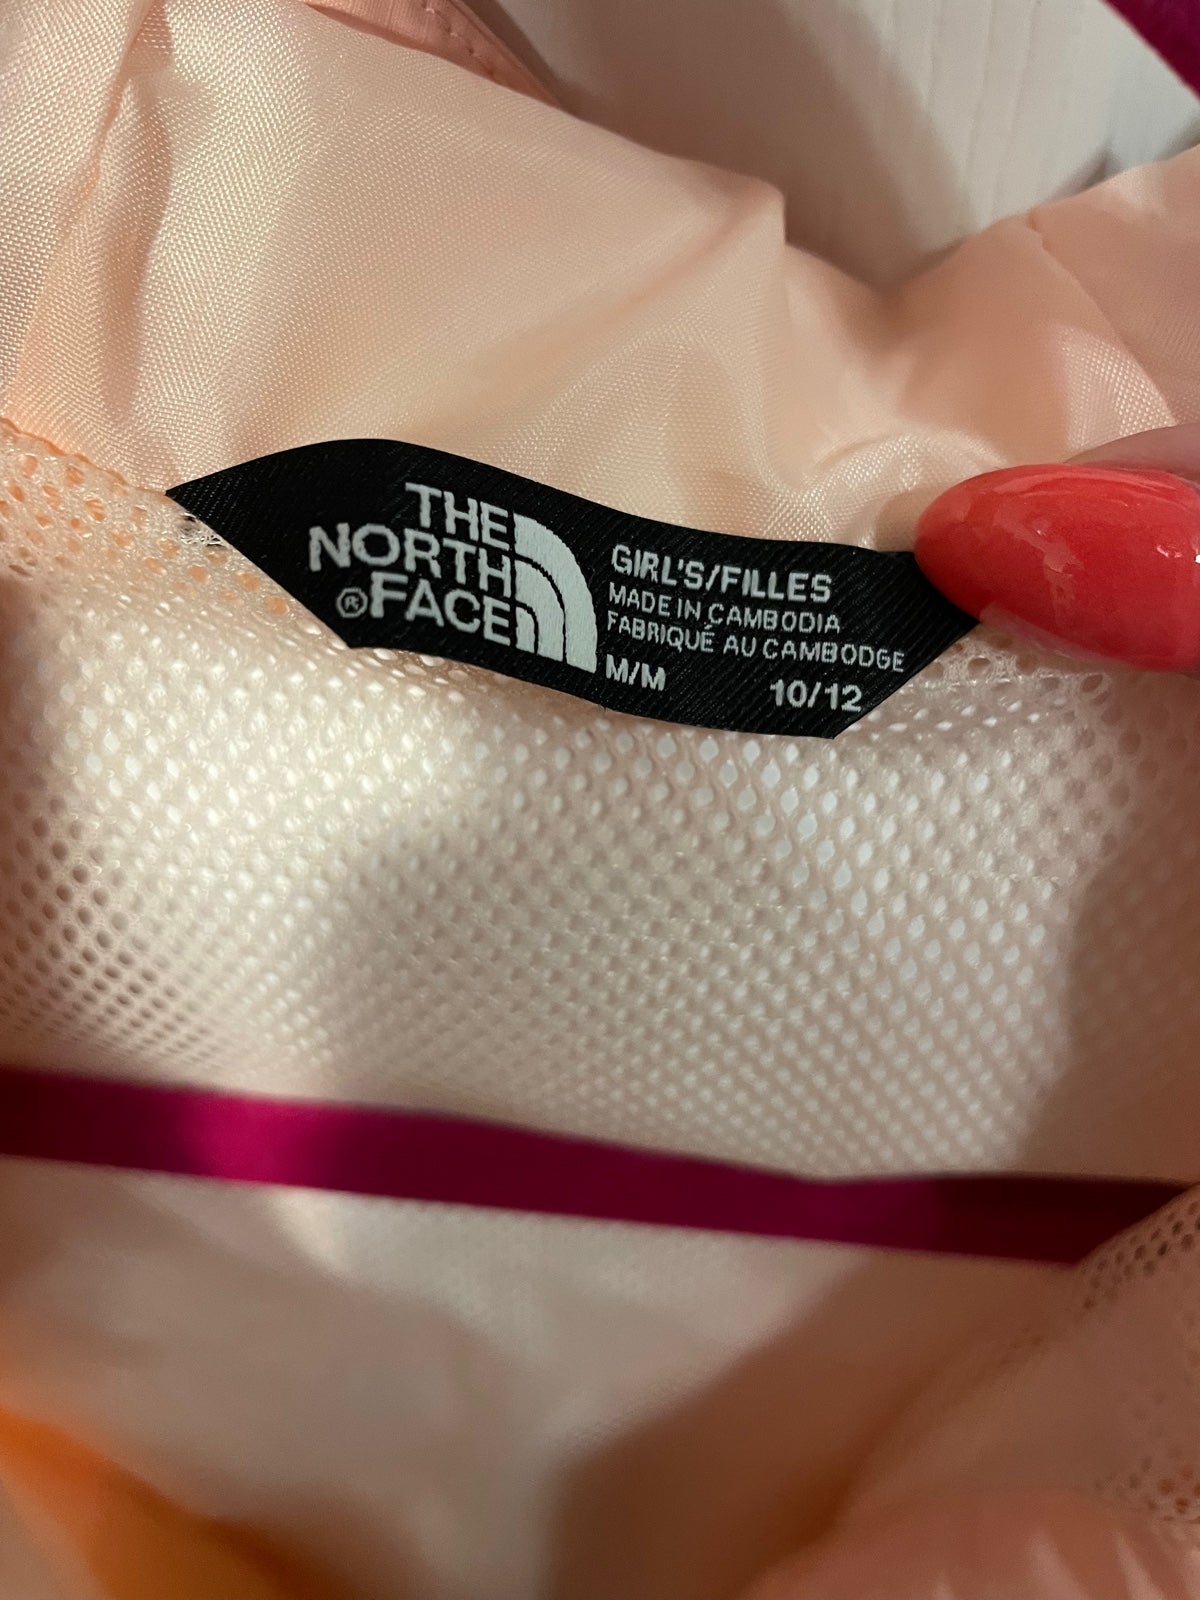 THE
NORTH
®FACE
GIRL'S/FILLES
MADE IN CAMBODIA
FABRIQUÉ AU CAMBODGE
M/M 10/12